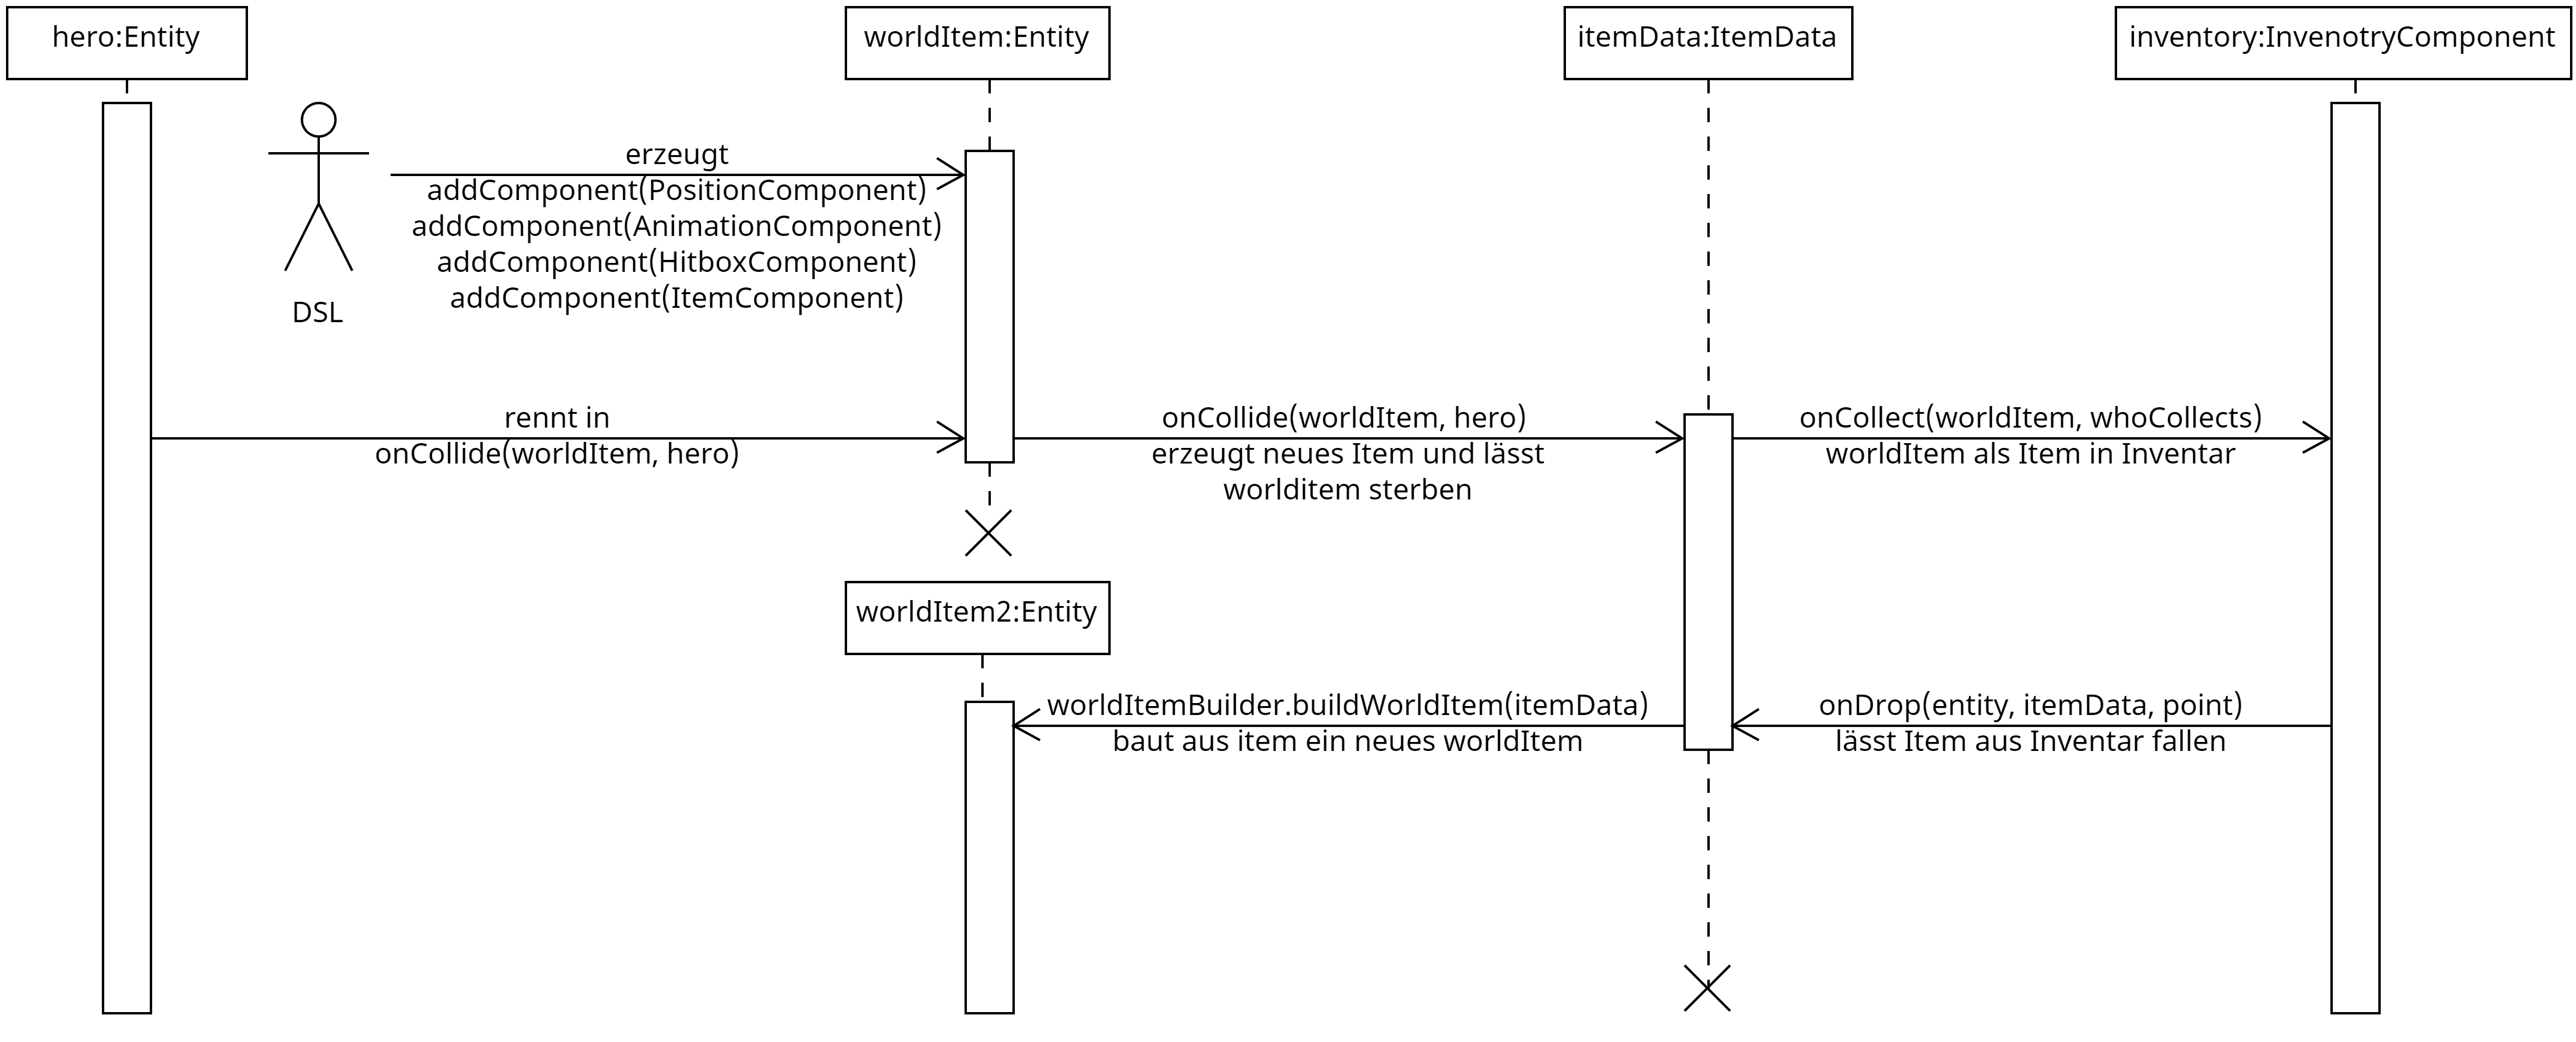 hero:Entity
worldItem:Entity
itemData:ItemData
inventory:InvenotryComponent
erzeugt
addComponent(PositionComponent)
addComponent(AnimationComponent)
addComponent(HitboxComponent)
addComponent(ItemComponent)
DSL
rennt in
onCollide(worldItem, hero)
onCollide(worldItem, hero)
erzeugt neues Item und lässt
worlditem sterben
onCollect(worldItem, whoCollects)
worldItem als Item in Inventar
worldItem2:Entity
worldItemBuilder.buildWorldItem(itemData)
baut aus item ein neues worldItem
onDrop(entity, itemData, point)
lässt Item aus Inventar fallen